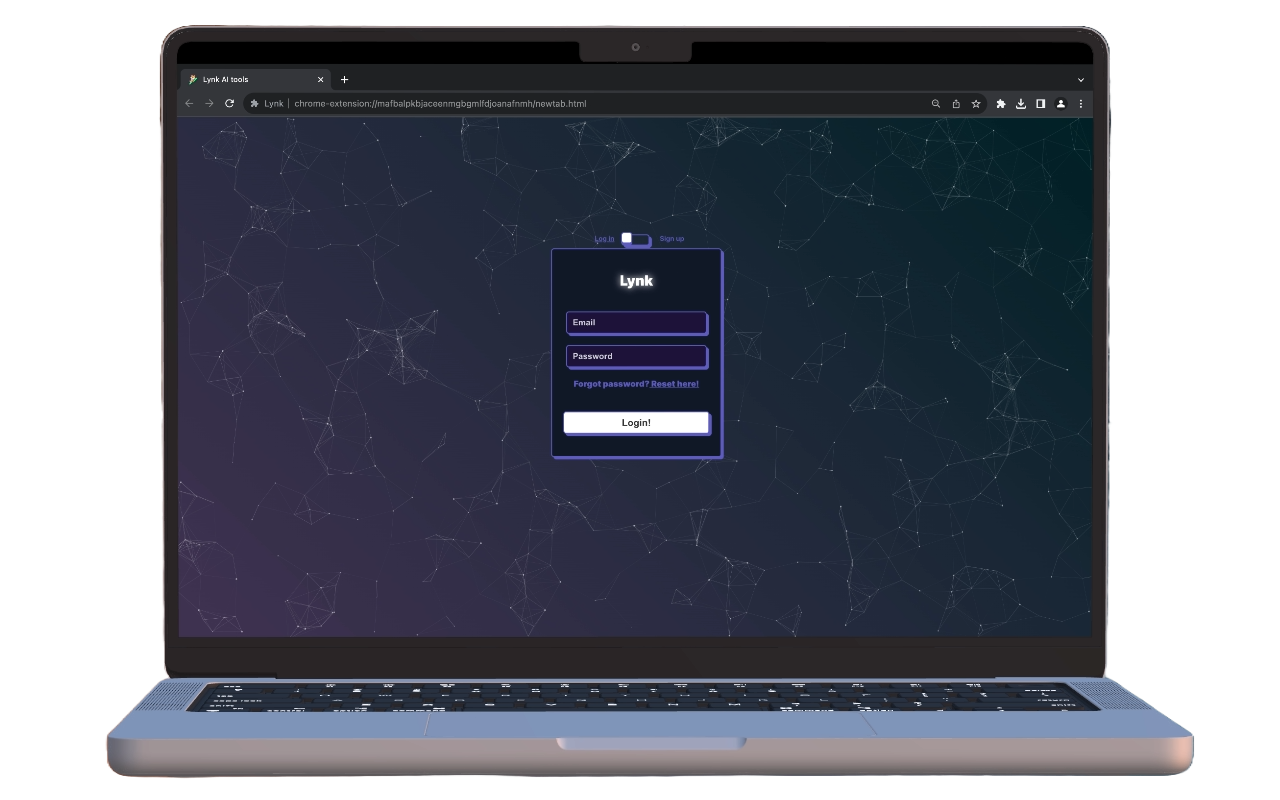 Lynk AI tools
Lynk | chrome-extension://mafbalpkbjaceenmgbgmlfdjoanafnmh/newtab.html
Log in Sign up
Lynk
Email
Password
Forgot password? Reset here!
Login!